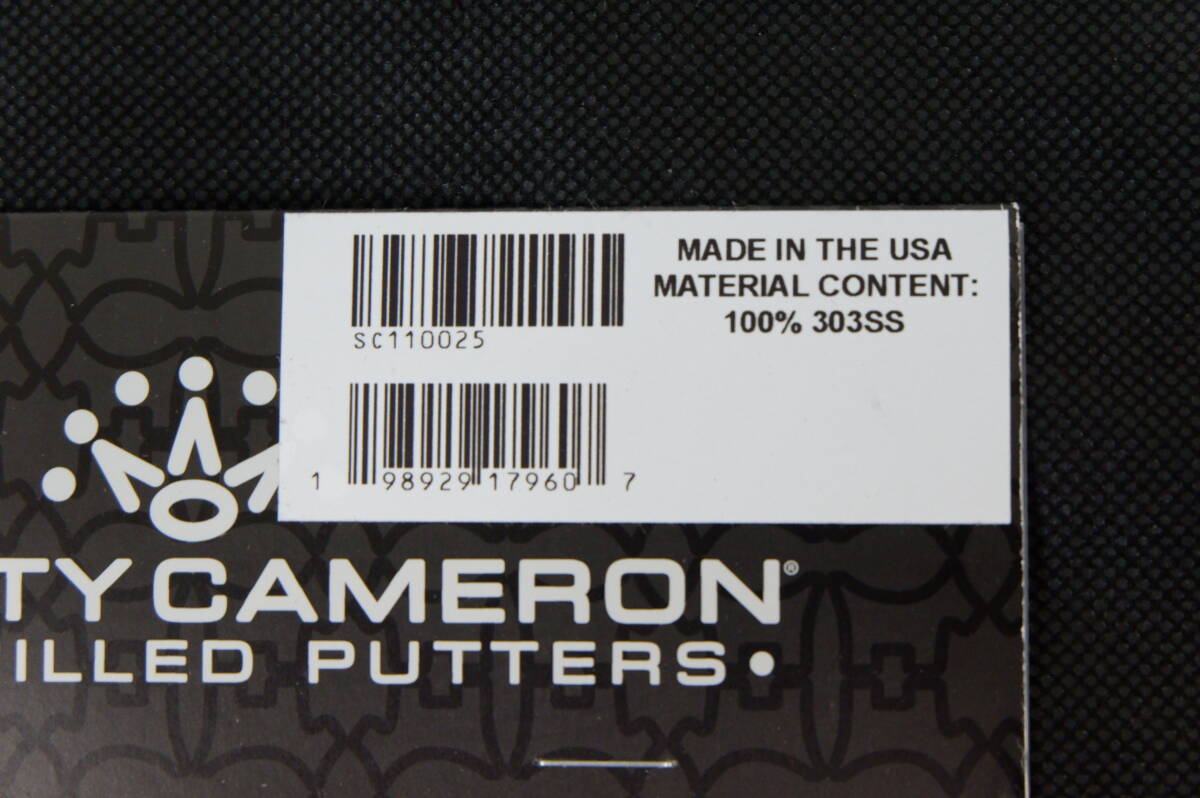 MADE IN THE USA
MATERIAL CONTENT:
100% 303SS
SC110025
1 98929 17960 7
TY CAMERON®
ILLED PUTTERS•